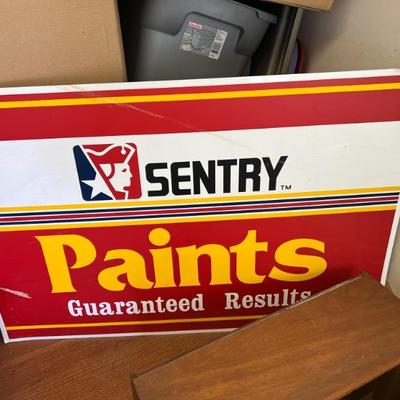 SENTRY™
Paints
Guaranteed Results